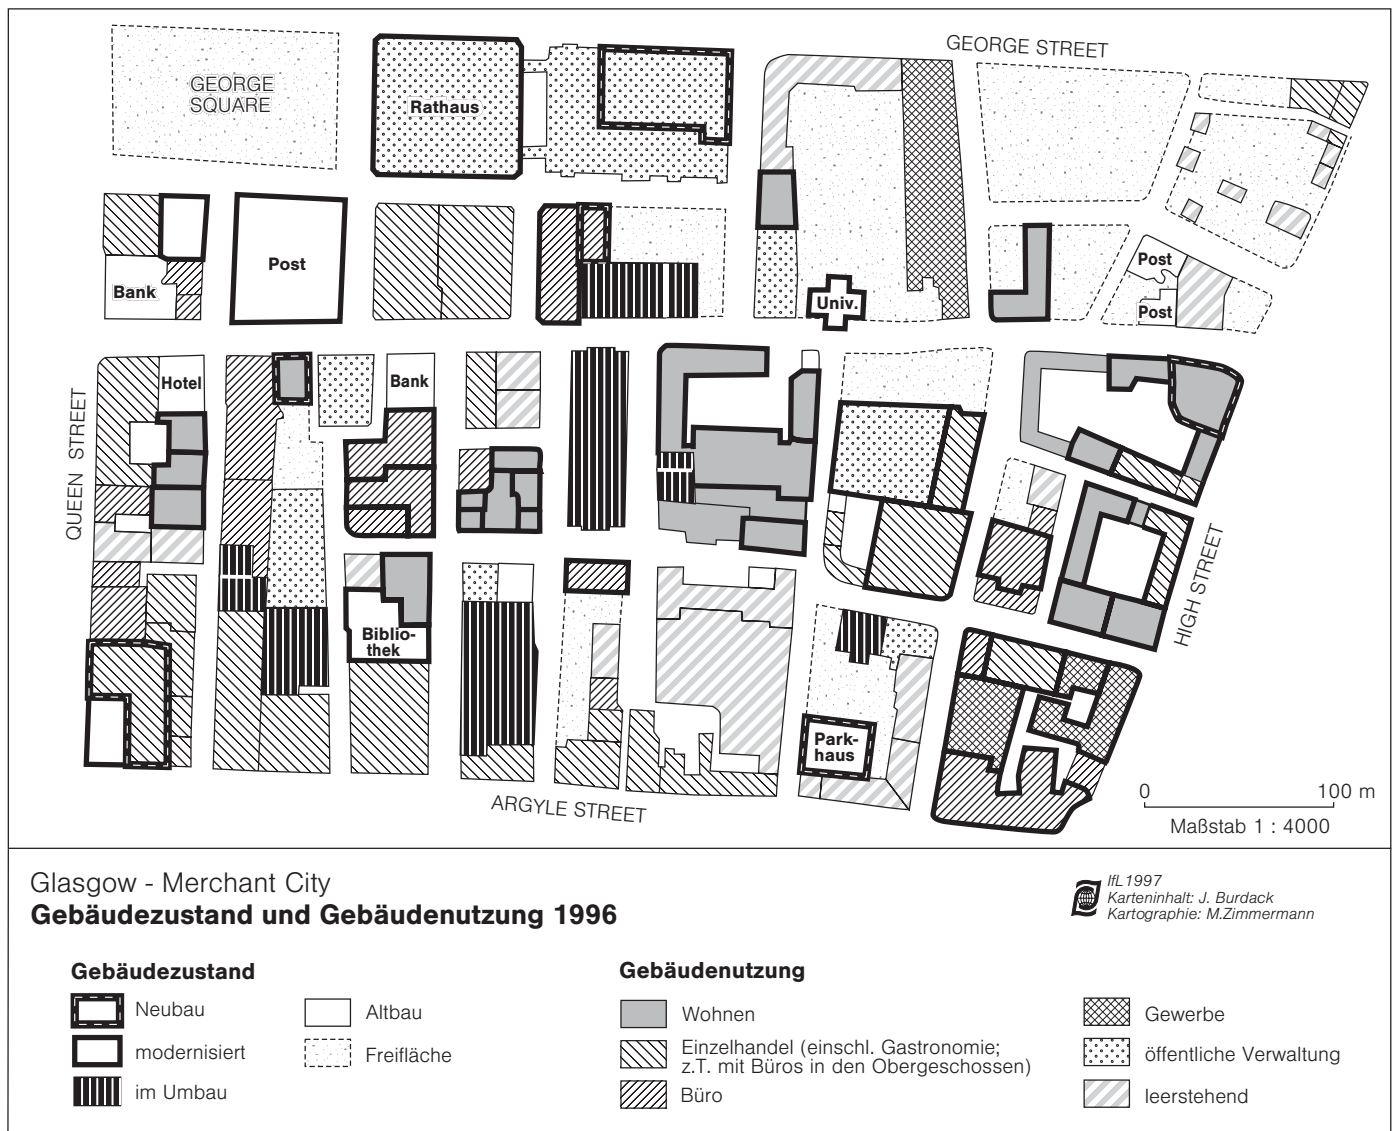 GEORGE STREET
GEORGE
SQUARE
Rathaus
Post
Bank
Univ.
Post
Post
Hotel
Bank
QUEEN STREET
HIGH STREET
Biblio-
thek
Park-
haus
ARGYLE STREET
0 100 m
Maßstab 1 : 4000
Glasgow - Merchant City
Gebäudezustand und Gebäudenutzung 1996
IfL1997
Karteninhalt: J. Burdack
Kartographie: M.Zimmermann
Gebäudezustand
Neubau
modernisiert
im Umbau
Altbau
Freifläche
Gebäudenutzung
Wohnen
Einzelhandel (einschl. Gastronomie;
z.T. mit Büros in den Obergeschossen)
Büro
Gewerbe
öffentliche Verwaltung
leerstehend